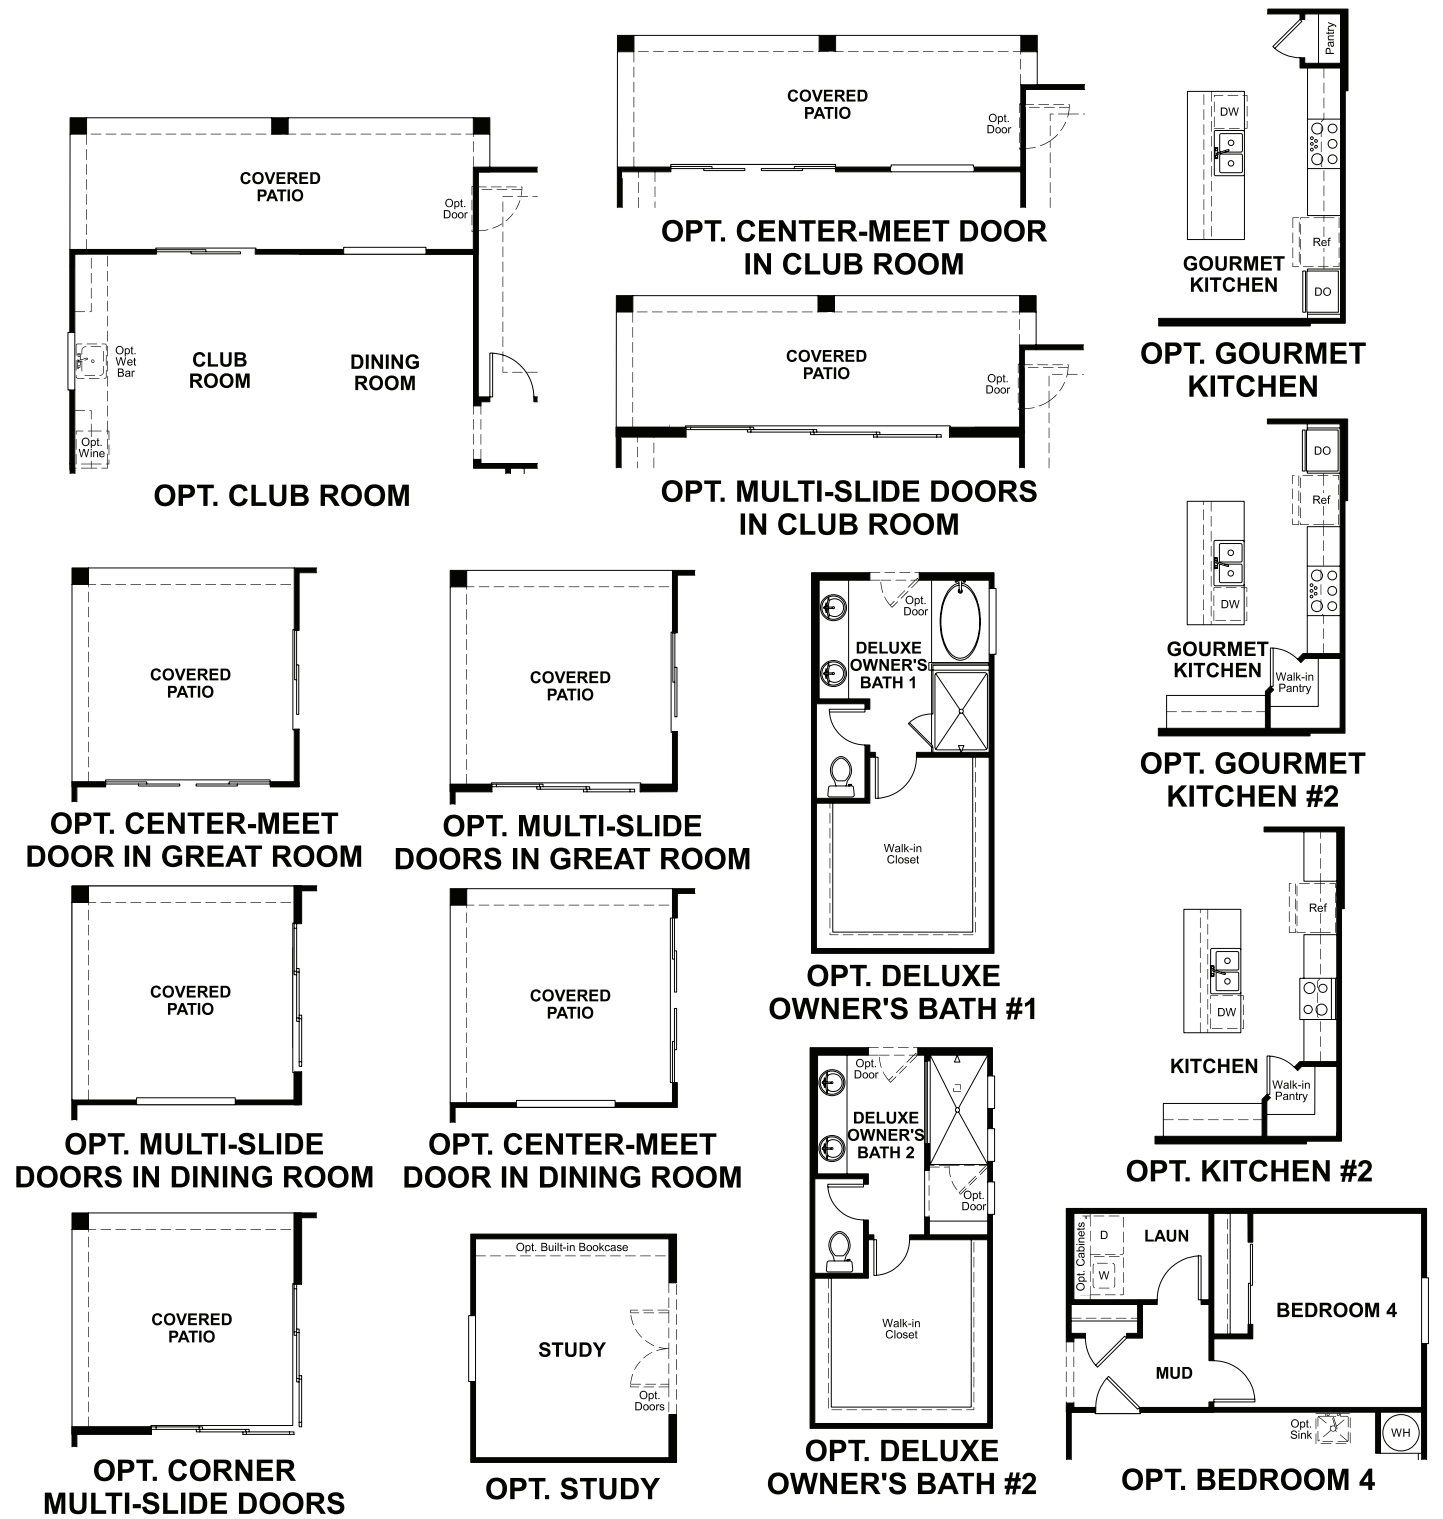 COVERED
PATIO
Opt.
Door
Opt.
Wet
Bar
CLUB
ROOM
DINING
ROOM
Opt.
Wine
OPT. CLUB ROOM
COVERED
PATIO
Opt.
Door
OPT. CENTER-MEET DOOR
IN CLUB ROOM
COVERED
PATIO
Opt.
Door
OPT. MULTI-SLIDE DOORS
IN CLUB ROOM
Pantry
DW
Ref
GOURMET
KITCHEN
DO
OPT. GOURMET
KITCHEN
DO
Ref
DW
GOURMET
KITCHEN
Walk-in
Pantry
OPT. GOURMET
KITCHEN #2
Ref
DW
KITCHEN
Walk-in
Pantry
OPT. KITCHEN #2
COVERED
PATIO
OPT. CENTER-MEET
DOOR IN GREAT ROOM
COVERED
PATIO
OPT. MULTI-SLIDE
DOORS IN GREAT ROOM
Opt.
Door
DELUXE
OWNER'S
BATH 1
Walk-in
Closet
OPT. DELUXE
OWNER'S BATH #1
COVERED
PATIO
OPT. MULTI-SLIDE
DOORS IN DINING ROOM
COVERED
PATIO
OPT. CENTER-MEET
DOOR IN DINING ROOM
Opt.
Door
DELUXE
OWNER'S
BATH 2
Opt.
Door
Walk-in
Closet
OPT. DELUXE
OWNER'S BATH #2
COVERED
PATIO
OPT. CORNER
MULTI-SLIDE DOORS
Opt. Built-in Bookcase
STUDY
Opt.
Doors
OPT. STUDY
Opt. Cabinets
D
W
LAUN
BEDROOM 4
MUD
Opt.
Sink
WH
OPT. BEDROOM 4